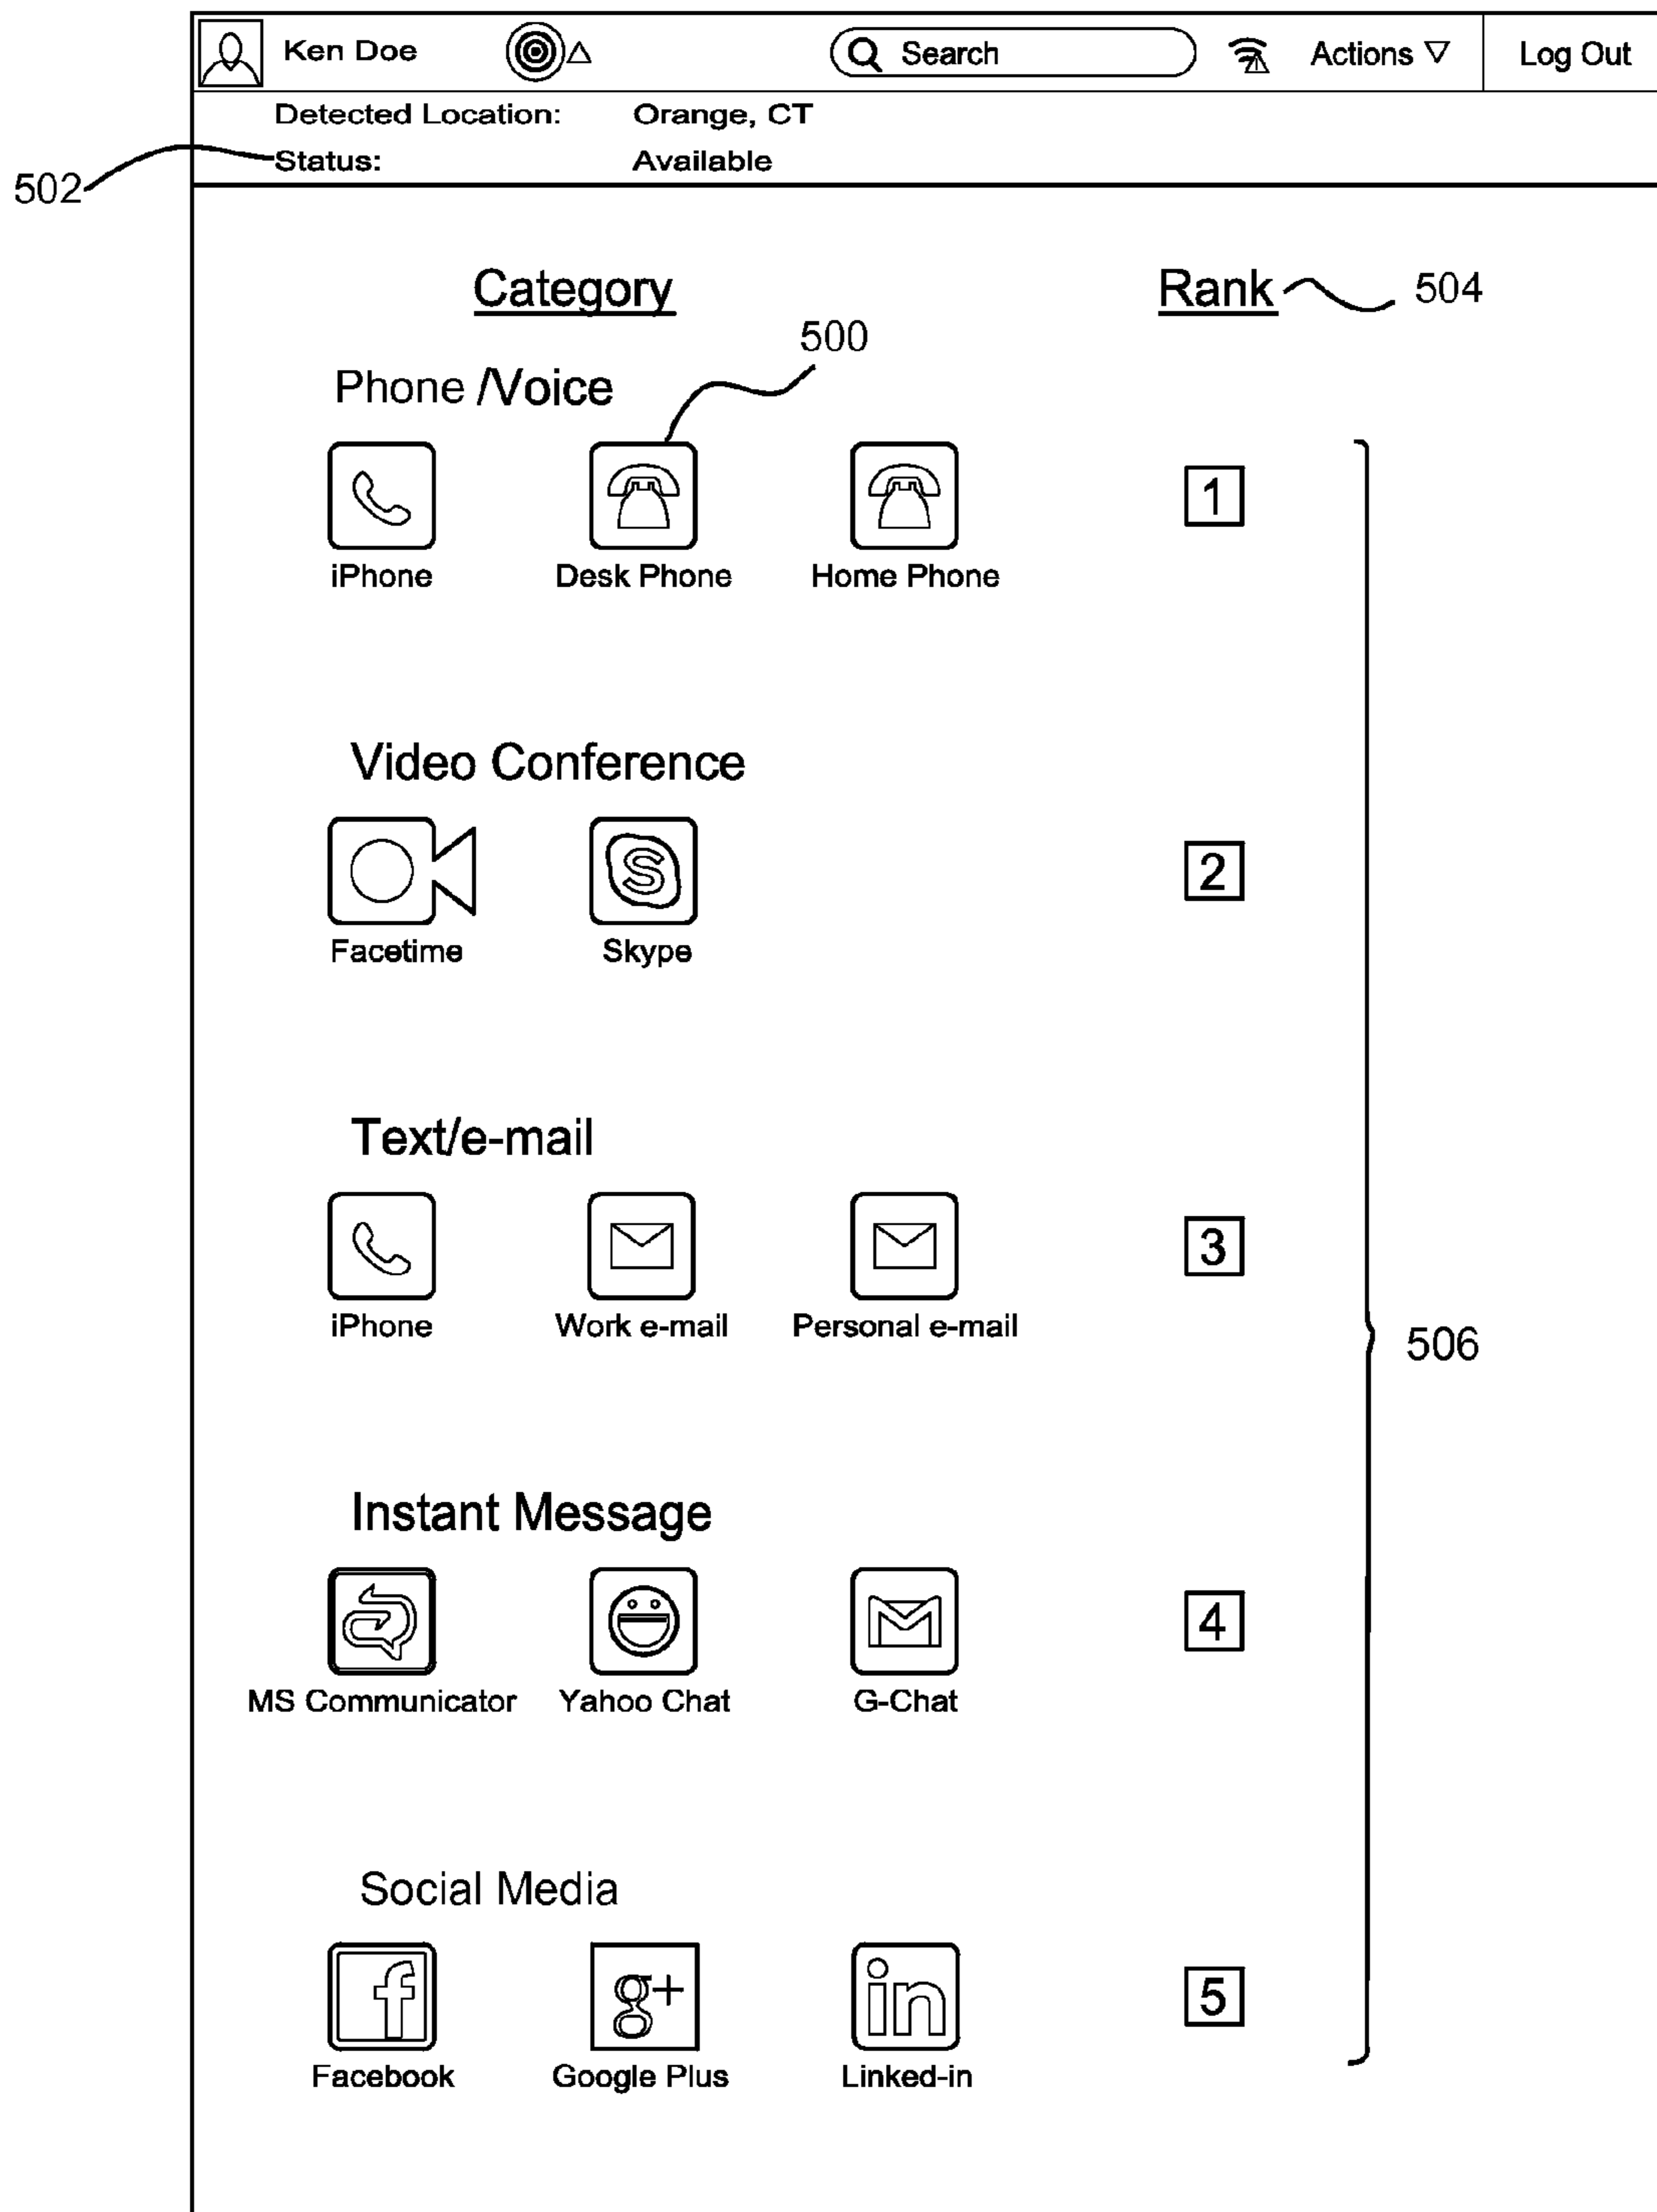 Ken Doe Search Actions Log Out
Detected Location: Orange, CT
502 Status: Available
Category Rank 504
500
Phone /Voice
1
iPhone Desk Phone Home Phone
Video Conference
S 2
Facetime Skype
Text/e-mail
3
iPhone Work e-mail Personal e-mail
506
Instant Message
4
MS Communicator Yahoo Chat G-Chat
Social Media
f g+ in 5
Facebook Google Plus Linked-in